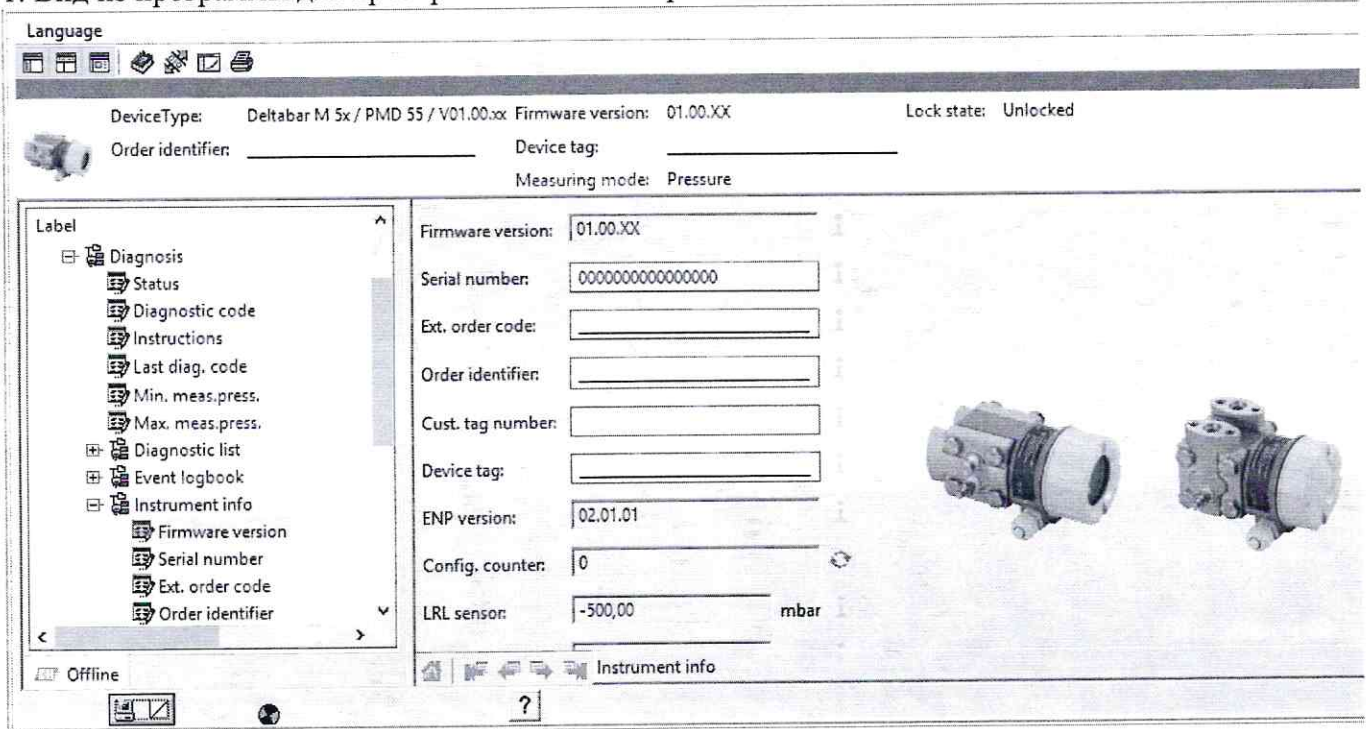 Language
DeviceType: Deltabar M 5x / PMD 55 / V01.00.xx Firmware version: 01.00.XX Lock state: Unlocked
Order identifier: Device tag:
Measuring mode: Pressure
Label
Diagnosis
Status
Diagnostic code
Instructions
Last diag. code
Min. meas.press.
Max. meas.press.
Diagnostic list
Event logbook
Instrument info
Firmware version
Serial number
Ext. order code
Order identifier
Offline
Firmware version: 01.00.XX
Serial number: 0000000000000000
Ext. order code:
Order identifier:
Cust. tag number:
Device tag:
ENP version: 02.01.01
Config. counter: 0
LRL sensor: -500,00 mbar
Instrument info
?